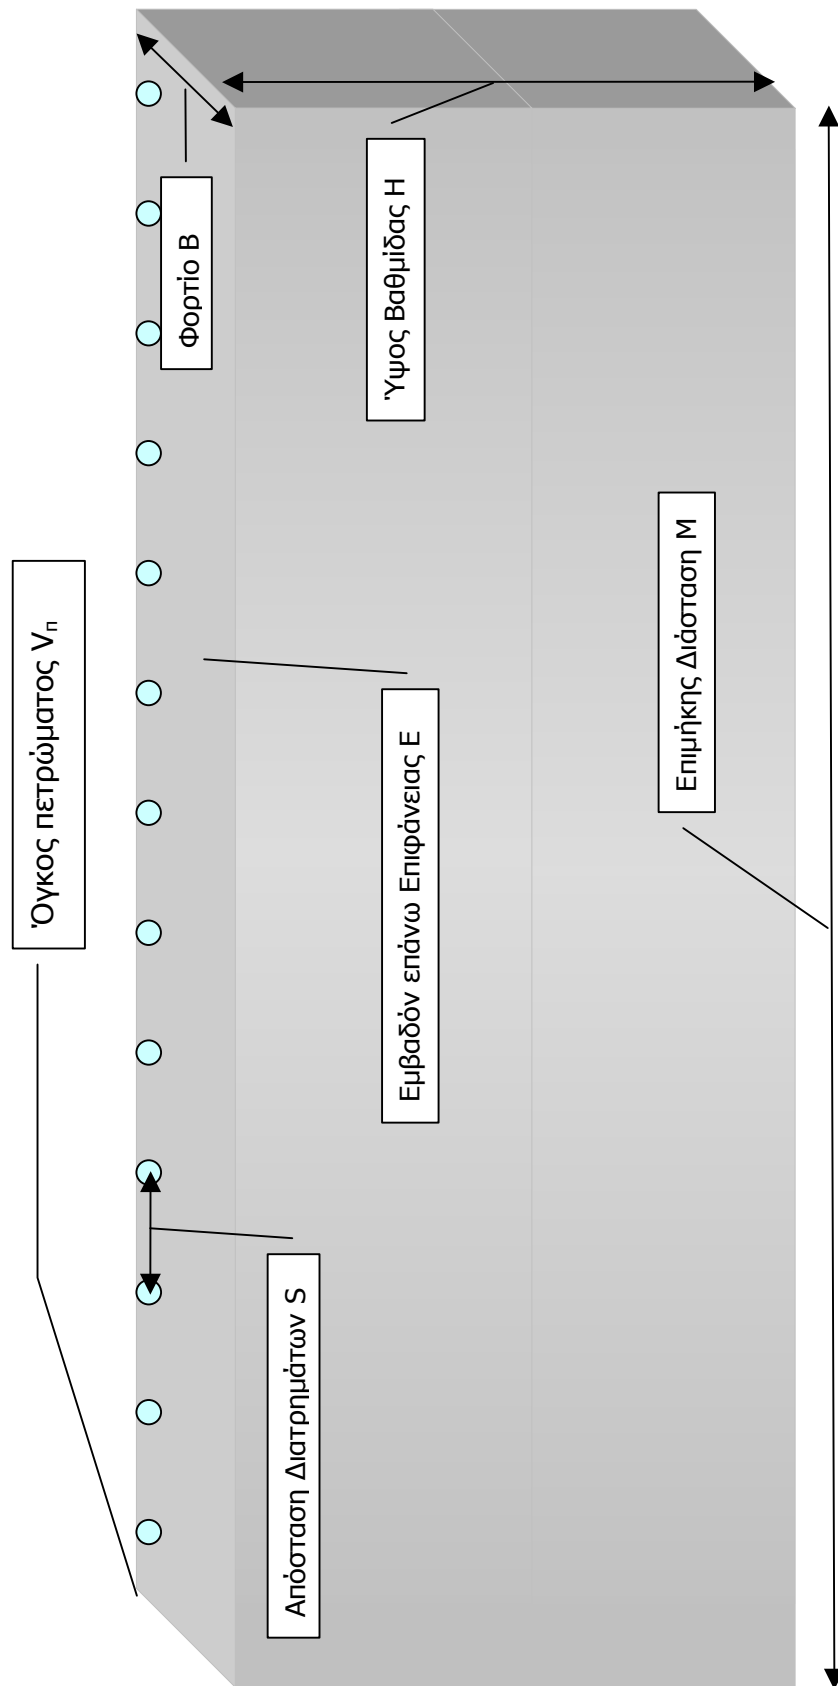 Όγκος πετρώματος Vπ
Απόσταση Διατρημάτων S
Εμβαδόν επάνω Επιφάνειας Ε
Φορτίο Β
Ύψος Βαθμίδας Η
Επιμήκης Διάσταση Μ